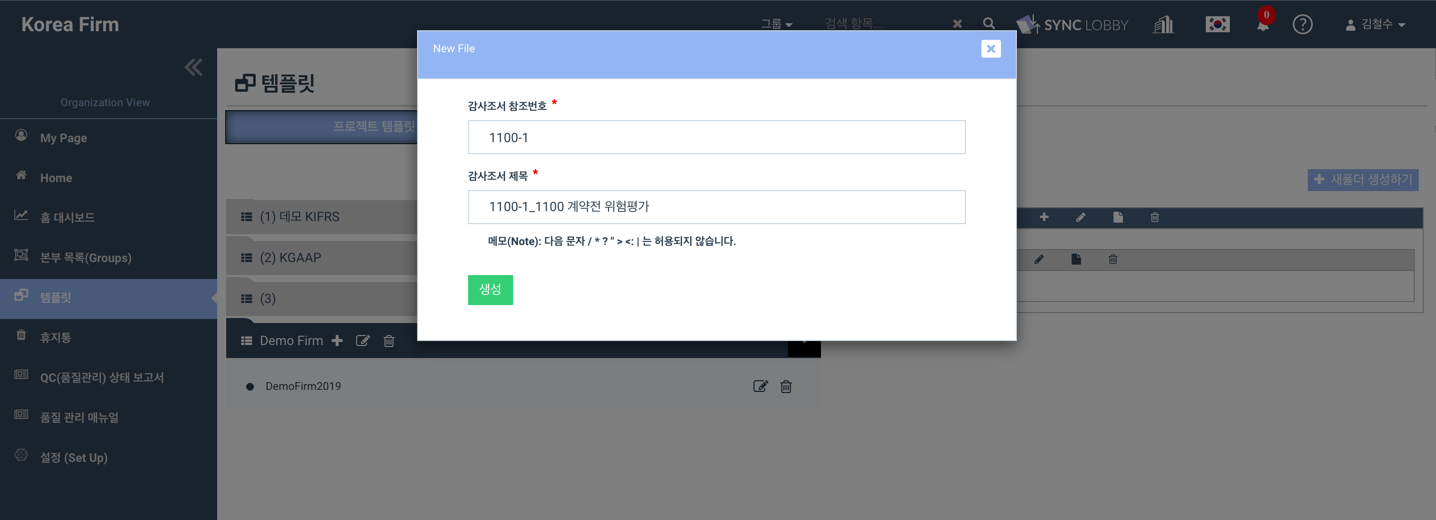 Korea Firm
그룹
검색 항목...
SYNC LOBBY
0
김철수
New File
Organization View
템플릿
프로젝트 템플릿
감사조서 참조번호 *
1100-1
감사조서 제목 *
1100-1_1100 계약전 위험평가
메모(Note): 다음 문자 / * ? " > <: | 는 허용되지 않습니다.
생성
My Page
Home
홈 대시보드
본부 목록(Groups)
템플릿
휴지통
QC(품질관리) 상태 보고서
품질 관리 매뉴얼
설정 (Set Up)
새폴더 생성하기
(1) 데모 KIFRS
(2) KGAAP
(3)
Demo Firm
DemoFirm2019